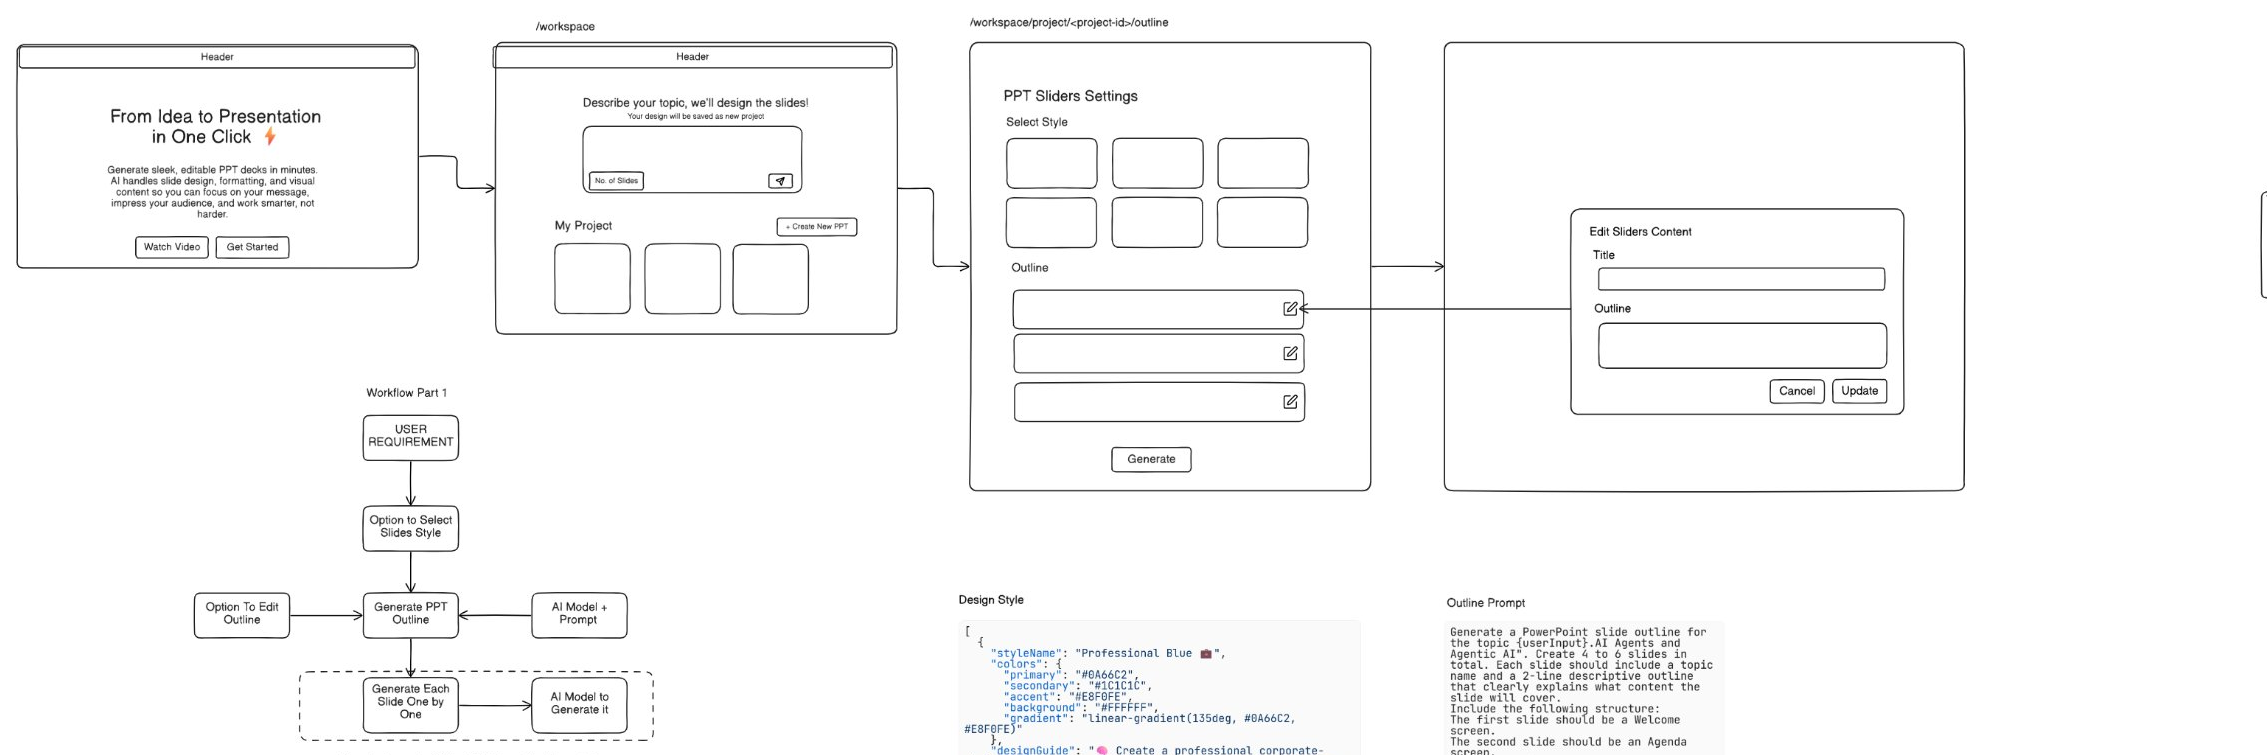 /workspace
/workspace/project/<project-id>/outline
Header
From Idea to Presentation
in One Click ⚡
Generate sleek, editable PPT decks in minutes.
AI handles slide design, formatting, and visual
content so you can focus on your message,
impress your audience, and work smarter, not
harder.
Watch Video
Get Started
Header
Describe your topic, we'll design the slides!
Your design will be saved as new project
No. of Slides
My Project
+ Create New PPT
PPT Sliders Settings
Select Style
Outline
Generate
Edit Sliders Content
Title
Outline
Cancel
Update
Workflow Part 1
USER
REQUIREMENT
Option to Select
Slides Style
Option To Edit
Outline
Generate PPT
Outline
AI Model +
Prompt
Generate Each
Slide One by
One
AI Model to
Generate it
Design Style
[
{
"styleName": "Professional Blue 💼",
"colors": {
"primary": "#0A66C2",
"secondary": "#1C1C1C",
"accent": "#E8F0FE",
"background": "#FFFFFF",
"gradient": "linear-gradient(135deg, #0A66C2,
#E8F0FE)"
},
"designGuide": "🧠 Create a professional corporate-
Outline Prompt
Generate a PowerPoint slide outline for
the topic {userInput}.AI Agents and
Agentic AI". Create 4 to 6 slides in
total. Each slide should include a topic
name and a 2-line descriptive outline
that clearly explains what content the
slide will cover.
Include the following structure:
The first slide should be a Welcome
screen.
The second slide should be an Agenda
screen.